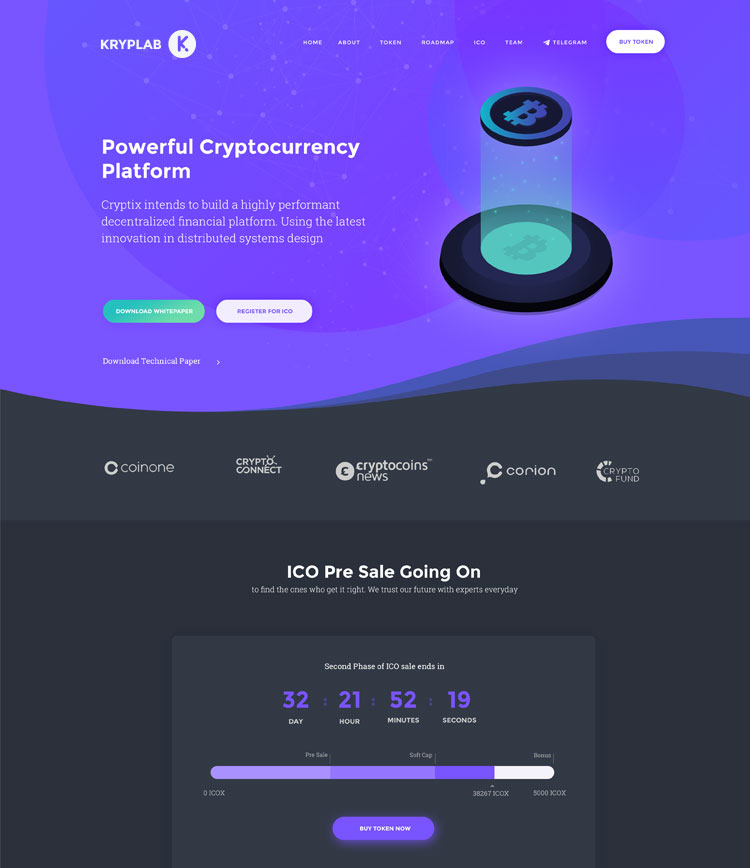 KRYPLAB K
HOME ABOUT TOKEN ROADMAP ICO TEAM TELEGRAM BUY TOKEN
Powerful Cryptocurrency
Platform
Cryptix intends to build a highly performant
decentralized financial platform. Using the latest
innovation in distributed systems design
DOWNLOAD WHITEPAPER REGISTER FOR ICO
Download Technical Paper
coinone
CRYPTO
CONNECT
cryptocoins
news
corion
CRYPTO
FUND
ICO Pre Sale Going On
to find the ones who get it right. We trust our future with experts everyday
Second Phase of ICO sale ends in
32 : 21 : 52 : 19
DAY HOUR MINUTES SECONDS
Pre Sale Soft Cap Bonus
0 ICOX 38267 ICOX 5000 ICOX
BUY TOKEN NOW